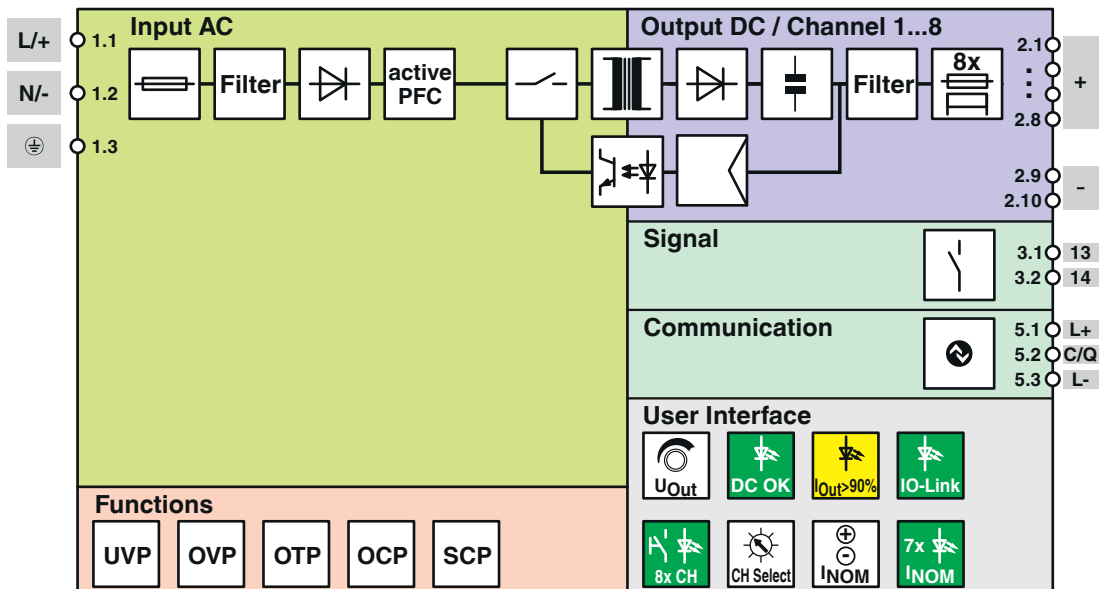 L/+
1.1
N/-
1.2
1.3
Input AC
Filter
active
PFC
Output DC / Channel 1...8
Filter
8x
2.1
2.8
+
2.9
2.10
-
Signal
3.1
13
3.2
14
Communication
5.1
L+
5.2
C/Q
5.3
L-
Functions
UVP
OVP
OTP
OCP
SCP
User Interface
UOut
DC OK
IOut>90%
IO-Link
8x CH
CH Select
INOM
7x
INOM